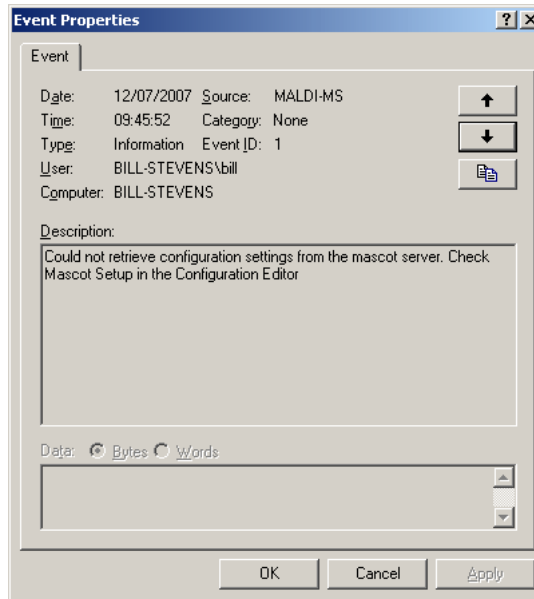 Event Properties
Event
Date: 12/07/2007 Source: MALDI-MS
Time: 09:45:52 Category: None
Type: Information Event ID: 1
User: BILL-STEVENS\bill
Computer: BILL-STEVENS
Description:
Could not retrieve configuration settings from the mascot server. Check
Mascot Setup in the Configuration Editor
Data: Bytes Words
OK Cancel Apply